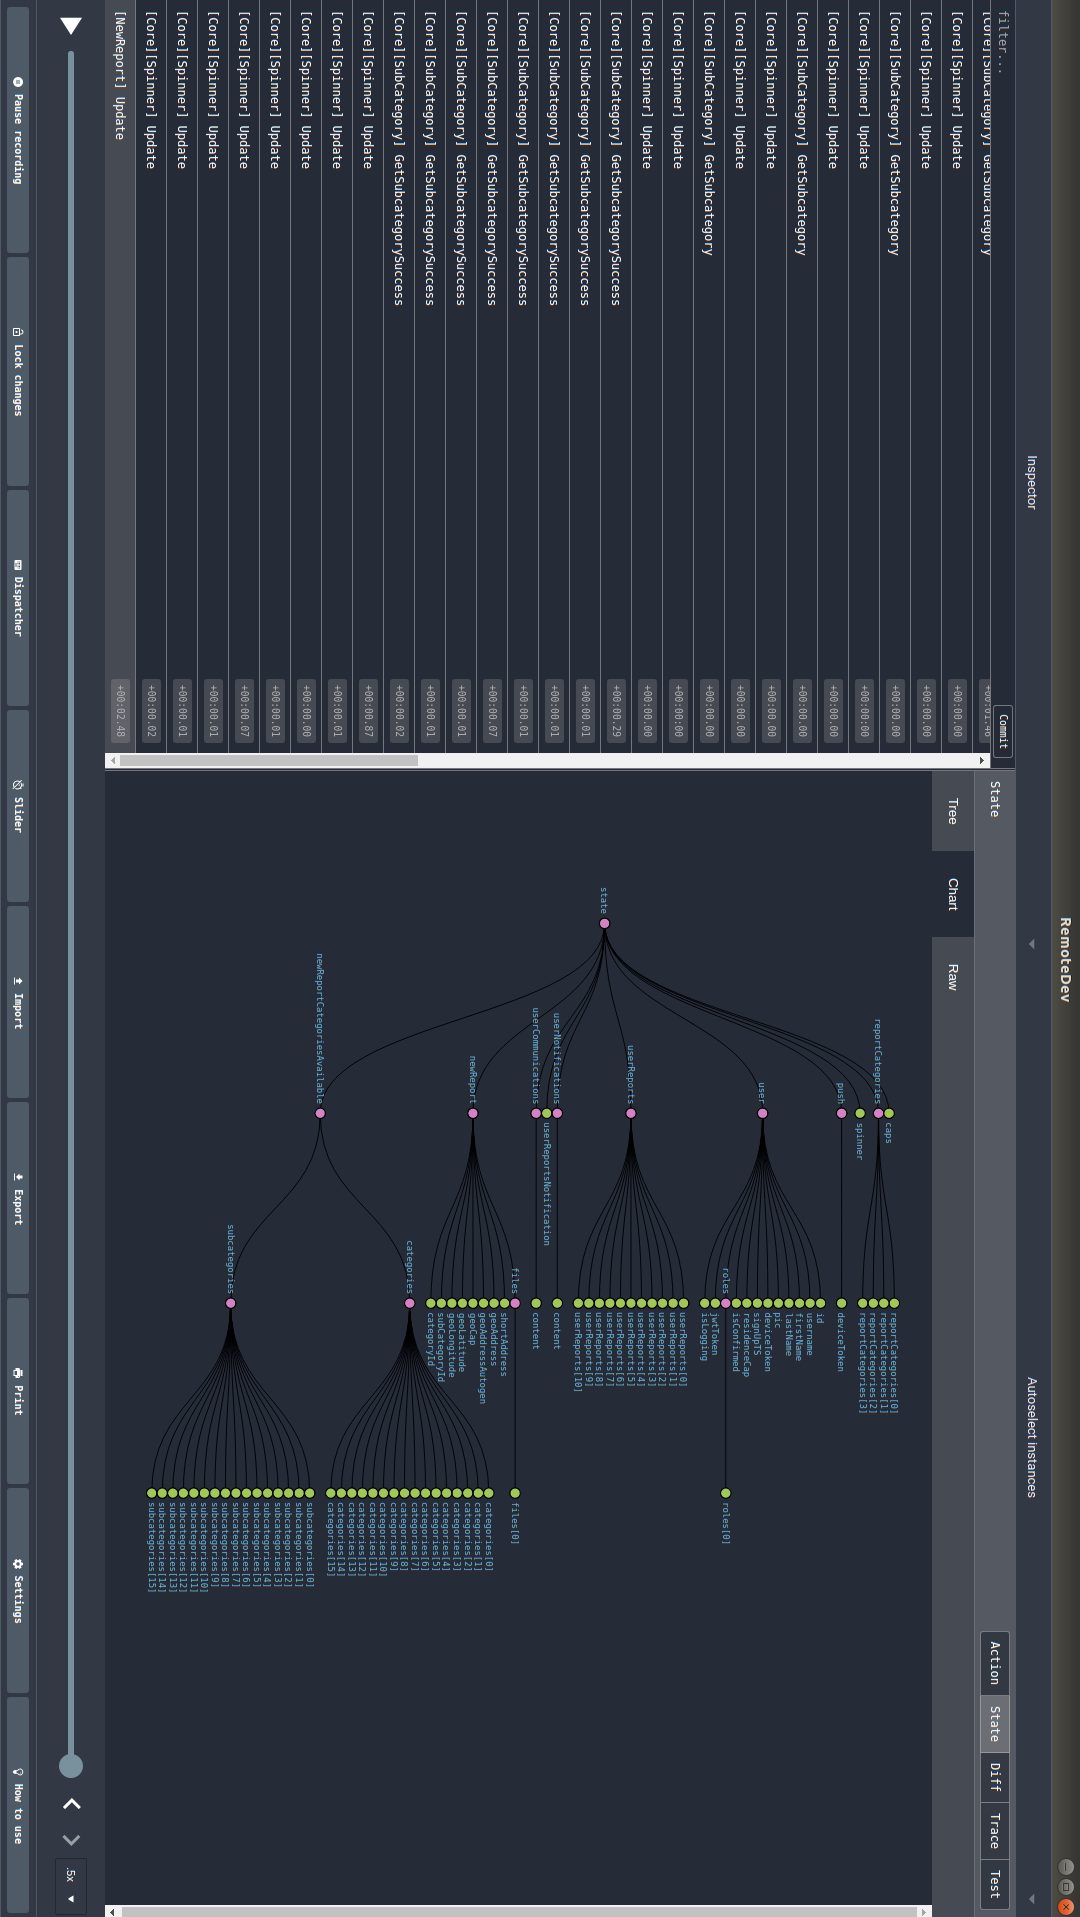 RemoteDev
Inspector
Autoselect instances
filter...
Commit
[Core][SubCategory] GetSubcategory
+00:01.46
[Core][Spinner] Update
+00:00.00
[Core][Spinner] Update
+00:00.00
[Core][SubCategory] GetSubcategory
+00:00.00
[Core][Spinner] Update
+00:00.00
[Core][Spinner] Update
+00:00.00
[Core][SubCategory] GetSubcategory
+00:00.00
[Core][Spinner] Update
+00:00.00
[Core][Spinner] Update
+00:00.00
[Core][SubCategory] GetSubcategory
+00:00.00
[Core][Spinner] Update
+00:00.00
[Core][Spinner] Update
+00:00.00
[Core][SubCategory] GetSubcategorySuccess
+00:00.29
[Core][SubCategory] GetSubcategorySuccess
+00:00.01
[Core][SubCategory] GetSubcategorySuccess
+00:00.01
[Core][SubCategory] GetSubcategorySuccess
+00:00.01
[Core][SubCategory] GetSubcategorySuccess
+00:00.07
[Core][SubCategory] GetSubcategorySuccess
+00:00.01
[Core][SubCategory] GetSubcategorySuccess
+00:00.01
[Core][SubCategory] GetSubcategorySuccess
+00:00.02
[Core][Spinner] Update
+00:00.87
[Core][Spinner] Update
+00:00.01
[Core][Spinner] Update
+00:00.00
[Core][Spinner] Update
+00:00.01
[Core][Spinner] Update
+00:00.07
[Core][Spinner] Update
+00:00.01
[Core][Spinner] Update
+00:00.01
[Core][Spinner] Update
+00:00.02
[NewReport] Update
+00:02.48
State
Action
State
Diff
Trace
Test
Tree
Chart
Raw
state
caps
reportCategories
reportCategories[0]
reportCategories[1]
reportCategories[2]
reportCategories[3]
spinner
push
deviceToken
user
id
username
firstName
lastName
pic
deviceToken
signUpTS
residenceCap
isConfirmed
roles
roles[0]
jwtToken
isLogging
userReports
userReports[0]
userReports[1]
userReports[2]
userReports[3]
userReports[4]
userReports[5]
userReports[6]
userReports[7]
userReports[8]
userReports[9]
userReports[10]
userNotifications
content
userReportsNotification
userCommunications
content
newReport
files
files[0]
shortAddress
geoAddress
geoAddressAutogen
geoCap
geoLatitude
geoLongitude
subCategoryId
categoryId
newReportCategoriesAvailable
categories
categories[0]
categories[1]
categories[2]
categories[3]
categories[4]
categories[5]
categories[6]
categories[7]
categories[8]
categories[9]
categories[10]
categories[11]
categories[12]
categories[13]
categories[14]
categories[15]
subcategories
subcategories[0]
subcategories[1]
subcategories[2]
subcategories[3]
subcategories[4]
subcategories[5]
subcategories[6]
subcategories[7]
subcategories[8]
subcategories[9]
subcategories[10]
subcategories[11]
subcategories[12]
subcategories[13]
subcategories[14]
subcategories[15]
.5x
Pause recording
Lock changes
Dispatcher
Slider
Import
Export
Print
Settings
How to use